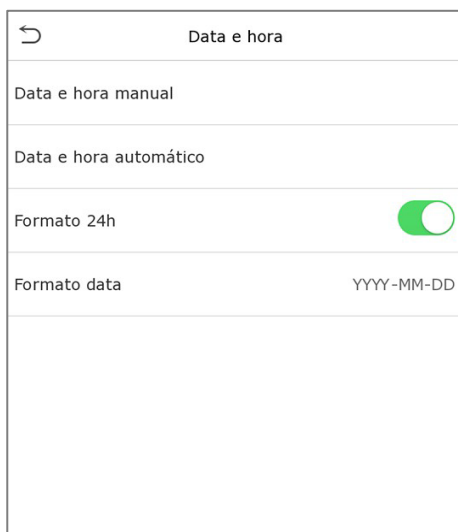 Data e hora
Data e hora manual
Data e hora automático
Formato 24h
Formato data YYYY-MM-DD